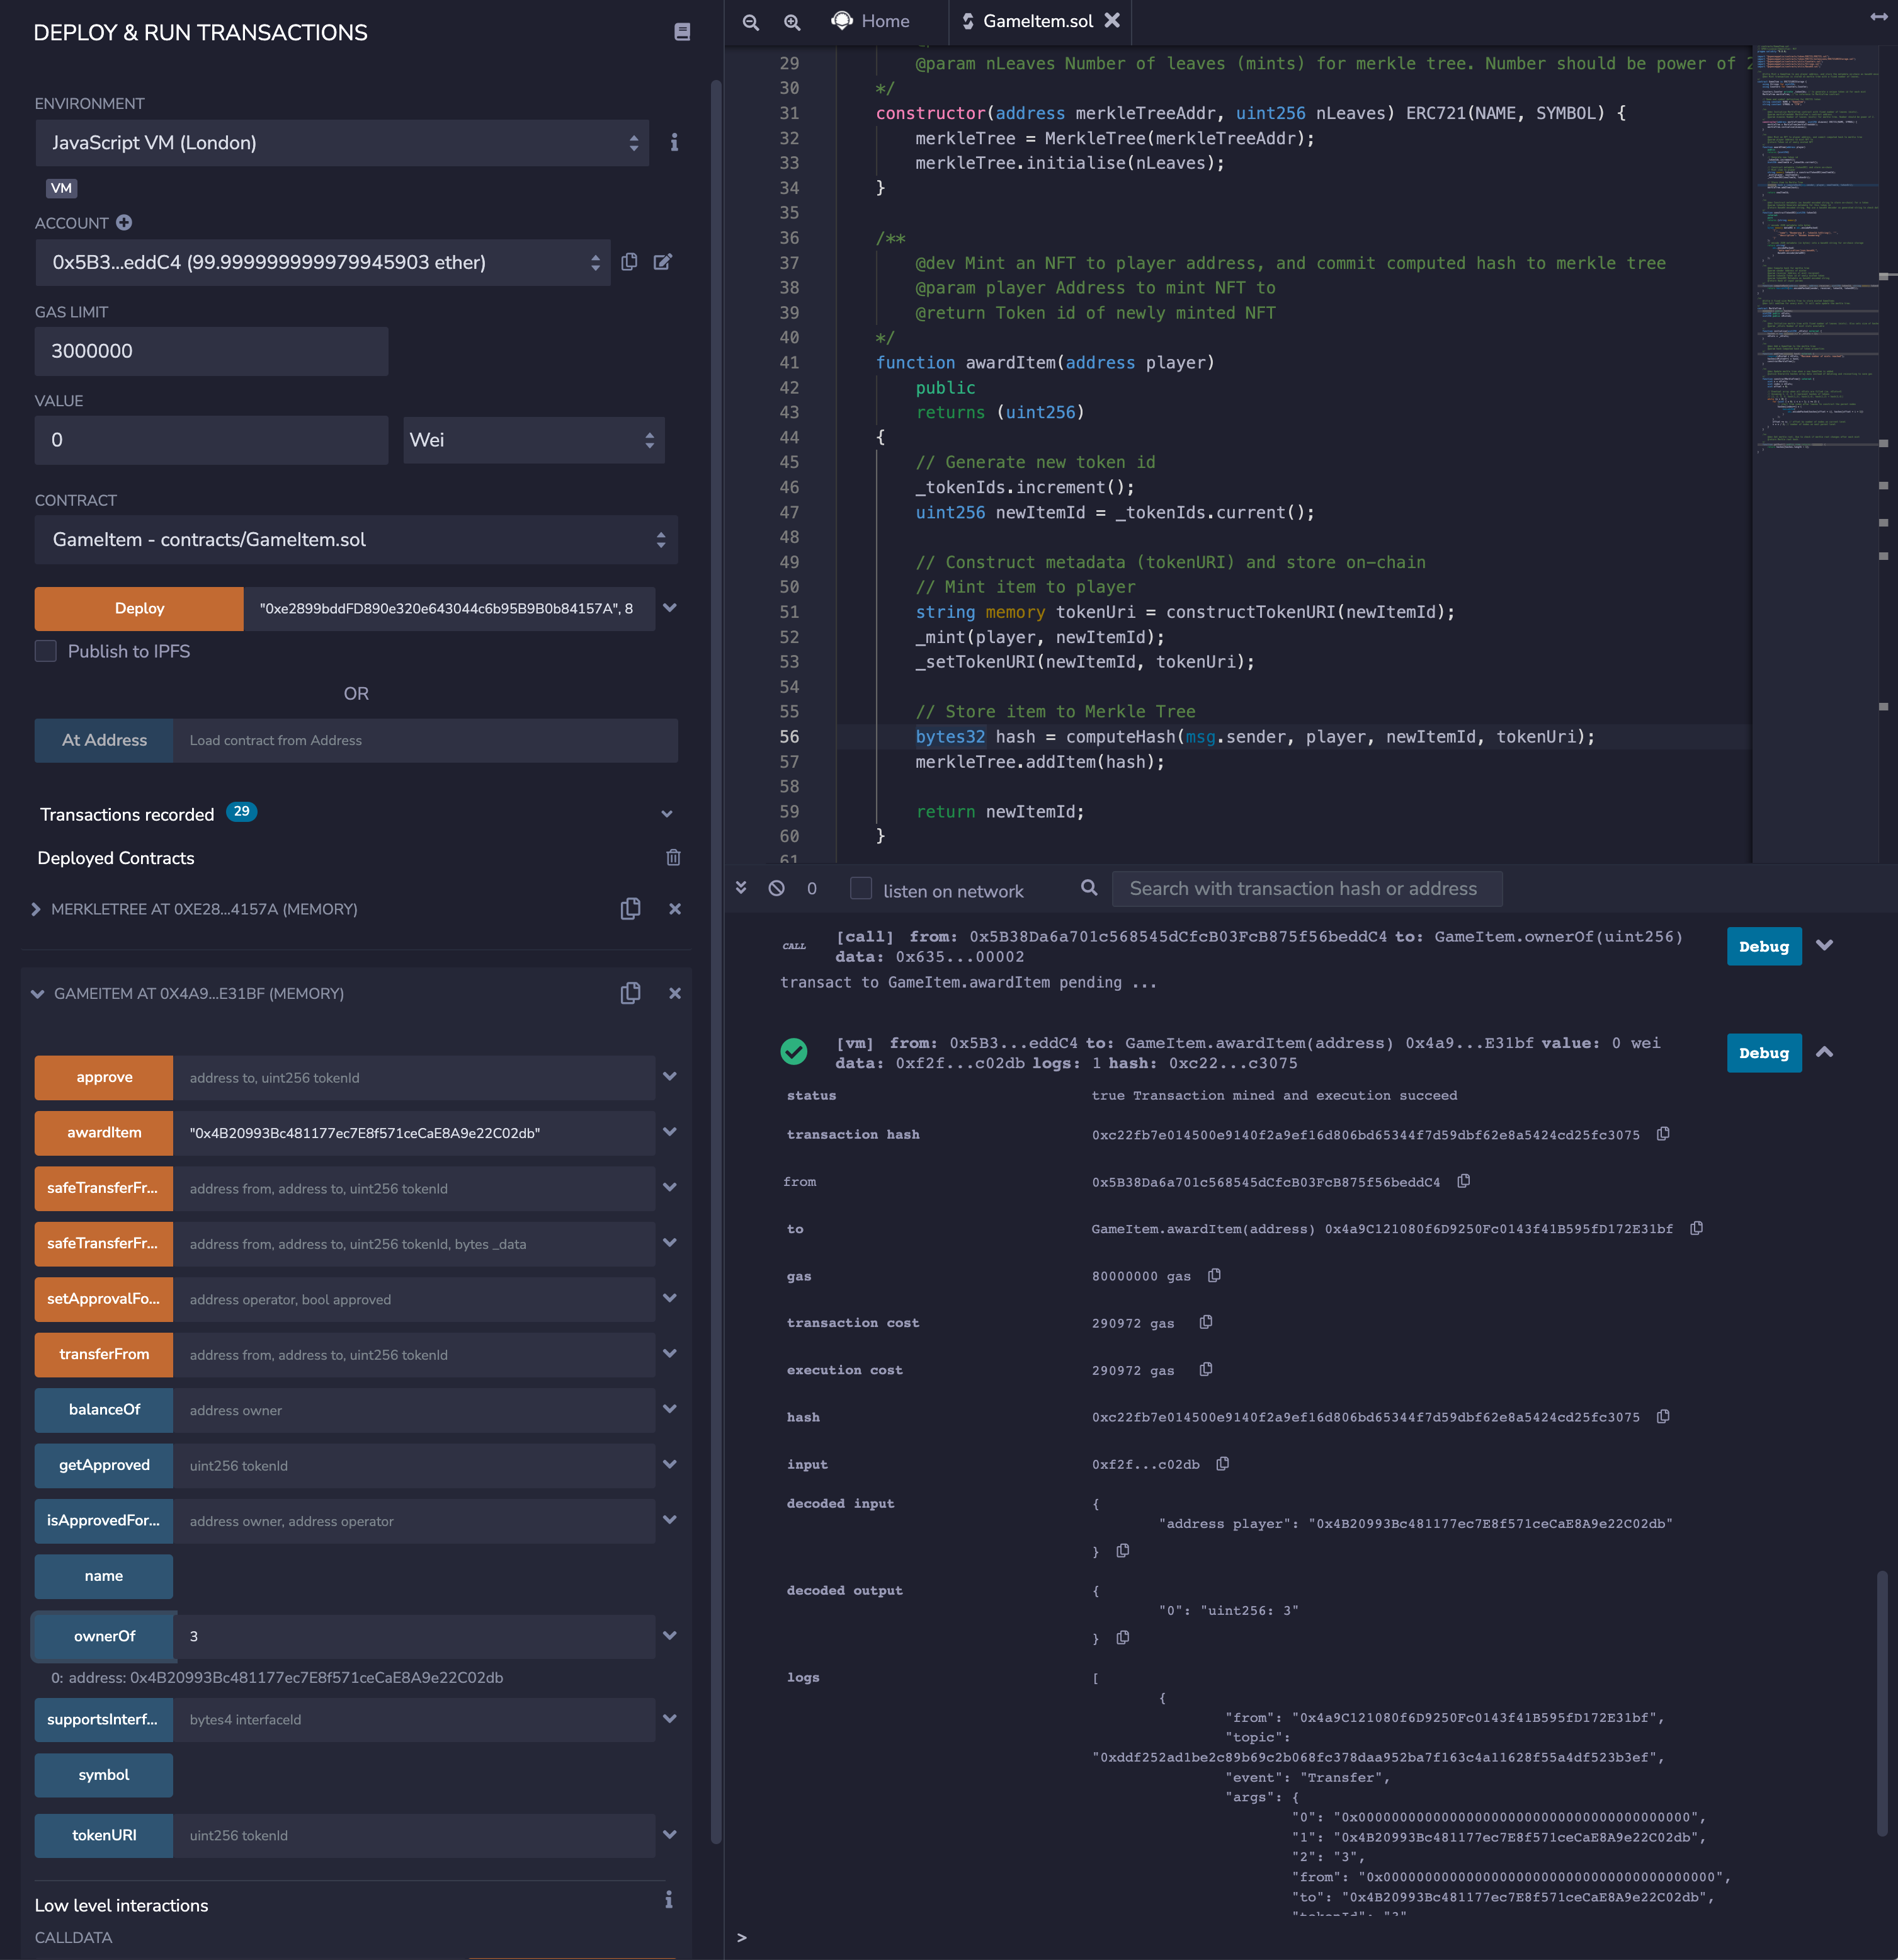 DEPLOY & RUN TRANSACTIONS
ENVIRONMENT
JavaScript VM (London)
VM
ACCOUNT
0x5B3...eddC4 (99.999999999979945903 ether)
GAS LIMIT
3000000
VALUE
0
Wei
CONTRACT
GameItem - contracts/GameItem.sol
Deploy
"0xe2899bddFD890e320e643044c6b95B9B0b84157A", 8
Publish to IPFS
OR
At Address
Load contract from Address
Transactions recorded 29
Deployed Contracts
MERKLETREE AT 0XE28...4157A (MEMORY)
GAMEITEM AT 0X4A9...E31BF (MEMORY)
approve
address to, uint256 tokenId
awardItem
"0x4B20993Bc481177ec7E8f571ceCaE8A9e22C02db"
safeTransferFr...
address from, address to, uint256 tokenId
safeTransferFr...
address from, address to, uint256 tokenId, bytes _data
setApprovalFo...
address operator, bool approved
transferFrom
address from, address to, uint256 tokenId
balanceOf
address owner
getApproved
uint256 tokenId
isApprovedFor...
address owner, address operator
name
ownerOf
3
0: address: 0x4B20993Bc481177ec7E8f571ceCaE8A9e22C02db
supportsInterf...
bytes4 interfaceId
symbol
tokenURI
uint256 tokenId
Low level interactions
CALLDATA
Home
GameItem.sol
29 @param nLeaves Number of leaves (mints) for merkle tree. Number should be power of 2
30 */
31 constructor(address merkleTreeAddr, uint256 nLeaves) ERC721(NAME, SYMBOL) {
32 merkleTree = MerkleTree(merkleTreeAddr);
33 merkleTree.initialise(nLeaves);
34 }
35
36 /**
37 @dev Mint an NFT to player address, and commit computed hash to merkle tree
38 @param player Address to mint NFT to
39 @return Token id of newly minted NFT
40 */
41 function awardItem(address player)
42 public
43 returns (uint256)
44 {
45 // Generate new token id
46 _tokenIds.increment();
47 uint256 newItemId = _tokenIds.current();
48
49 // Construct metadata (tokenURI) and store on-chain
50 // Mint item to player
51 string memory tokenUri = constructTokenURI(newItemId);
52 _mint(player, newItemId);
53 _setTokenURI(newItemId, tokenUri);
54
55 // Store item to Merkle Tree
56 bytes32 hash = computeHash(msg.sender, player, newItemId, tokenUri);
57 merkleTree.addItem(hash);
58
59 return newItemId;
60 }
61
0
listen on network
Search with transaction hash or address
CALL
[call] from: 0x5B38Da6a701c568545dCfcB03FcB875f56beddC4 to: GameItem.ownerOf(uint256)
data: 0x635...00002
Debug
transact to GameItem.awardItem pending ...
[vm] from: 0x5B3...eddC4 to: GameItem.awardItem(address) 0x4a9...E31bf value: 0 wei
data: 0xf2f...c02db logs: 1 hash: 0xc22...c3075
Debug
status true Transaction mined and execution succeed
transaction hash 0xc22fb7e014500e9140f2a9ef16d806bd65344f7d59dbf62e8a5424cd25fc3075
from 0x5B38Da6a701c568545dCfcB03FcB875f56beddC4
to GameItem.awardItem(address) 0x4a9C121080f6D9250Fc0143f41B595fD172E31bf
gas 80000000 gas
transaction cost 290972 gas
execution cost 290972 gas
hash 0xc22fb7e014500e9140f2a9ef16d806bd65344f7d59dbf62e8a5424cd25fc3075
input 0xf2f...c02db
decoded input {
"address player": "0x4B20993Bc481177ec7E8f571ceCaE8A9e22C02db"
}
decoded output {
"0": "uint256: 3"
}
logs [
{
"from": "0x4a9C121080f6D9250Fc0143f41B595fD172E31bf",
"topic":
"0xddf252ad1be2c89b69c2b068fc378daa952ba7f163c4a11628f55a4df523b3ef",
"event": "Transfer",
"args": {
"0": "0x0000000000000000000000000000000000000000",
"1": "0x4B20993Bc481177ec7E8f571ceCaE8A9e22C02db",
"2": "3",
"from": "0x0000000000000000000000000000000000000000",
"to": "0x4B20993Bc481177ec7E8f571ceCaE8A9e22C02db",
"tokenId": "3"
>